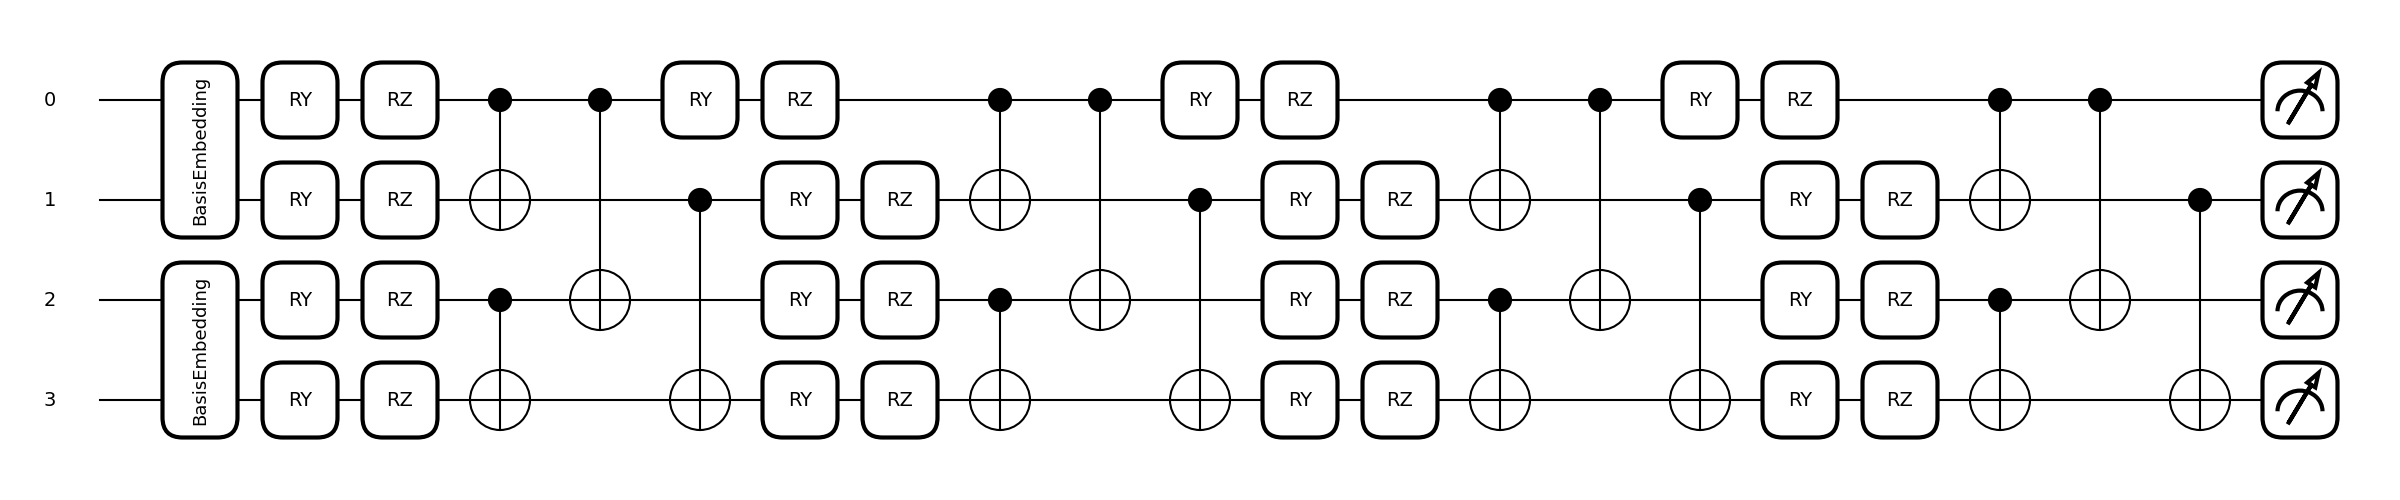 0 BasisEmbedding RY RZ RY RZ RY RZ RY RZ
1 RY RZ RY RZ RY RZ RY RZ
2 BasisEmbedding RY RZ RY RZ RY RZ RY RZ
3 RY RZ RY RZ RY RZ RY RZ